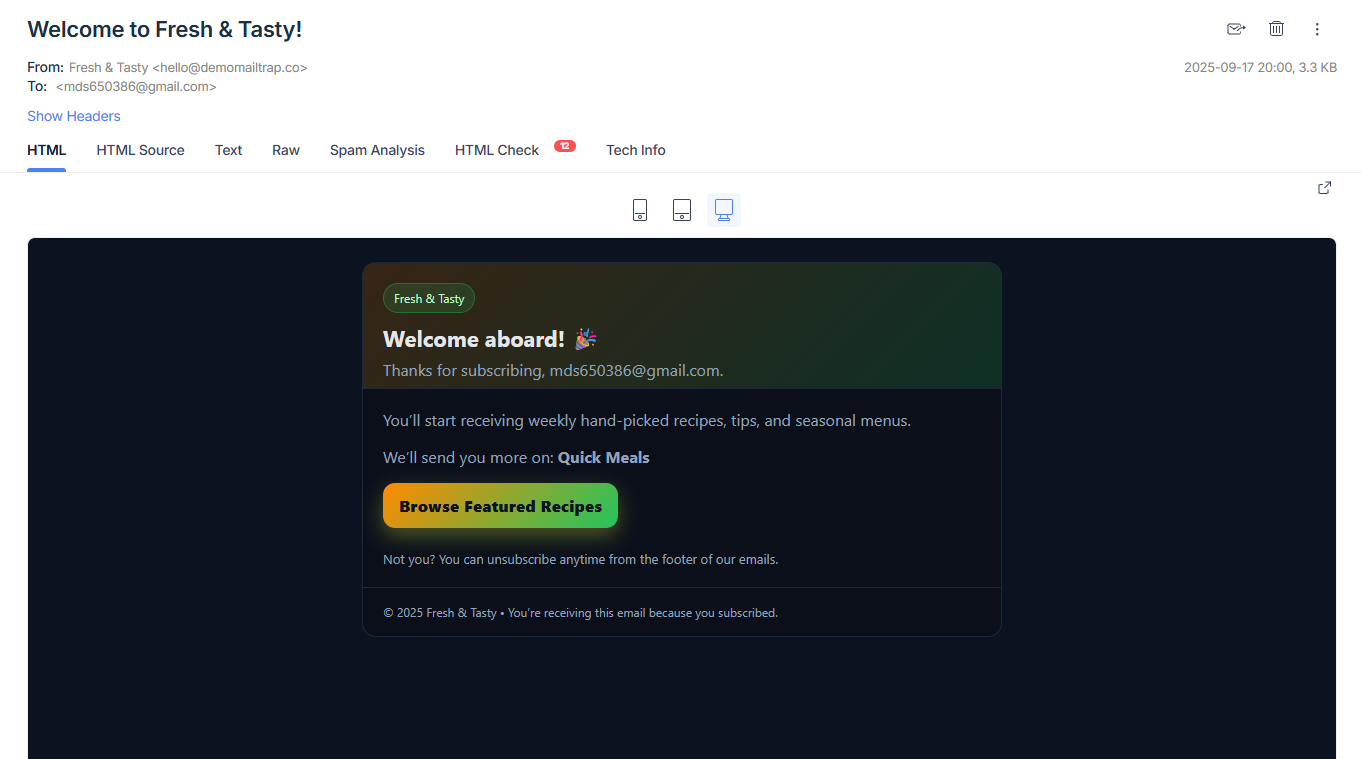 Welcome to Fresh & Tasty!
From: Fresh & Tasty <hello@demomailtrap.co>
2025-09-17 20:00, 3.3 KB
To: <mds650386@gmail.com>
Show Headers
HTML
HTML Source
Text
Raw
Spam Analysis
HTML Check
12
Tech Info
Fresh & Tasty
Welcome aboard! 🎉
Thanks for subscribing, mds650386@gmail.com.
You’ll start receiving weekly hand-picked recipes, tips, and seasonal menus.
We’ll send you more on: Quick Meals
Browse Featured Recipes
Not you? You can unsubscribe anytime from the footer of our emails.
© 2025 Fresh & Tasty • You’re receiving this email because you subscribed.